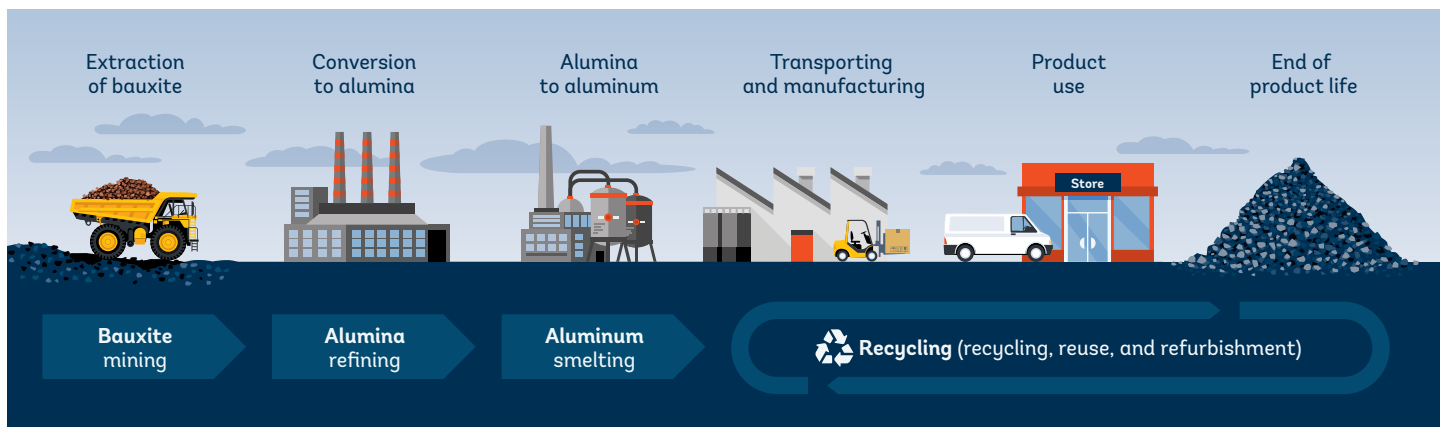 Extraction
of bauxite
Conversion
to alumina
Alumina
to aluminum
Transporting
and manufacturing
Product
use
End of
product life
Store
Bauxite
mining
Alumina
refining
Aluminum
smelting
Recycling (recycling, reuse, and refurbishment)